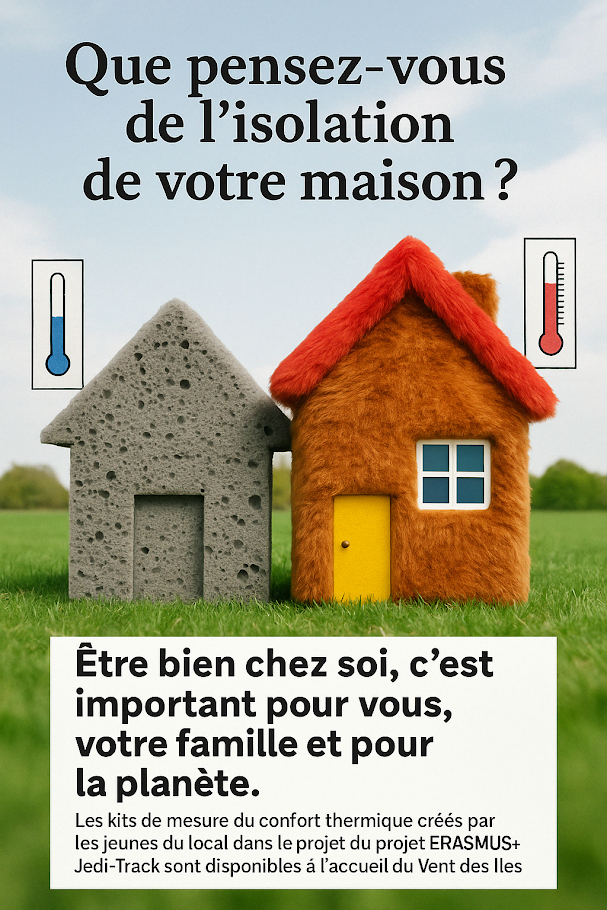 Que pensez-vous
de l’isolation
de votre maison ?
Être bien chez soi, c’est
important pour vous,
votre famille et pour
la planète.
Les kits de mesure du confort thermique créés par
les jeunes du local dans le projet du projet ERASMUS+
Jedi-Track sont disponibles á l’accueil du Vent des Iles